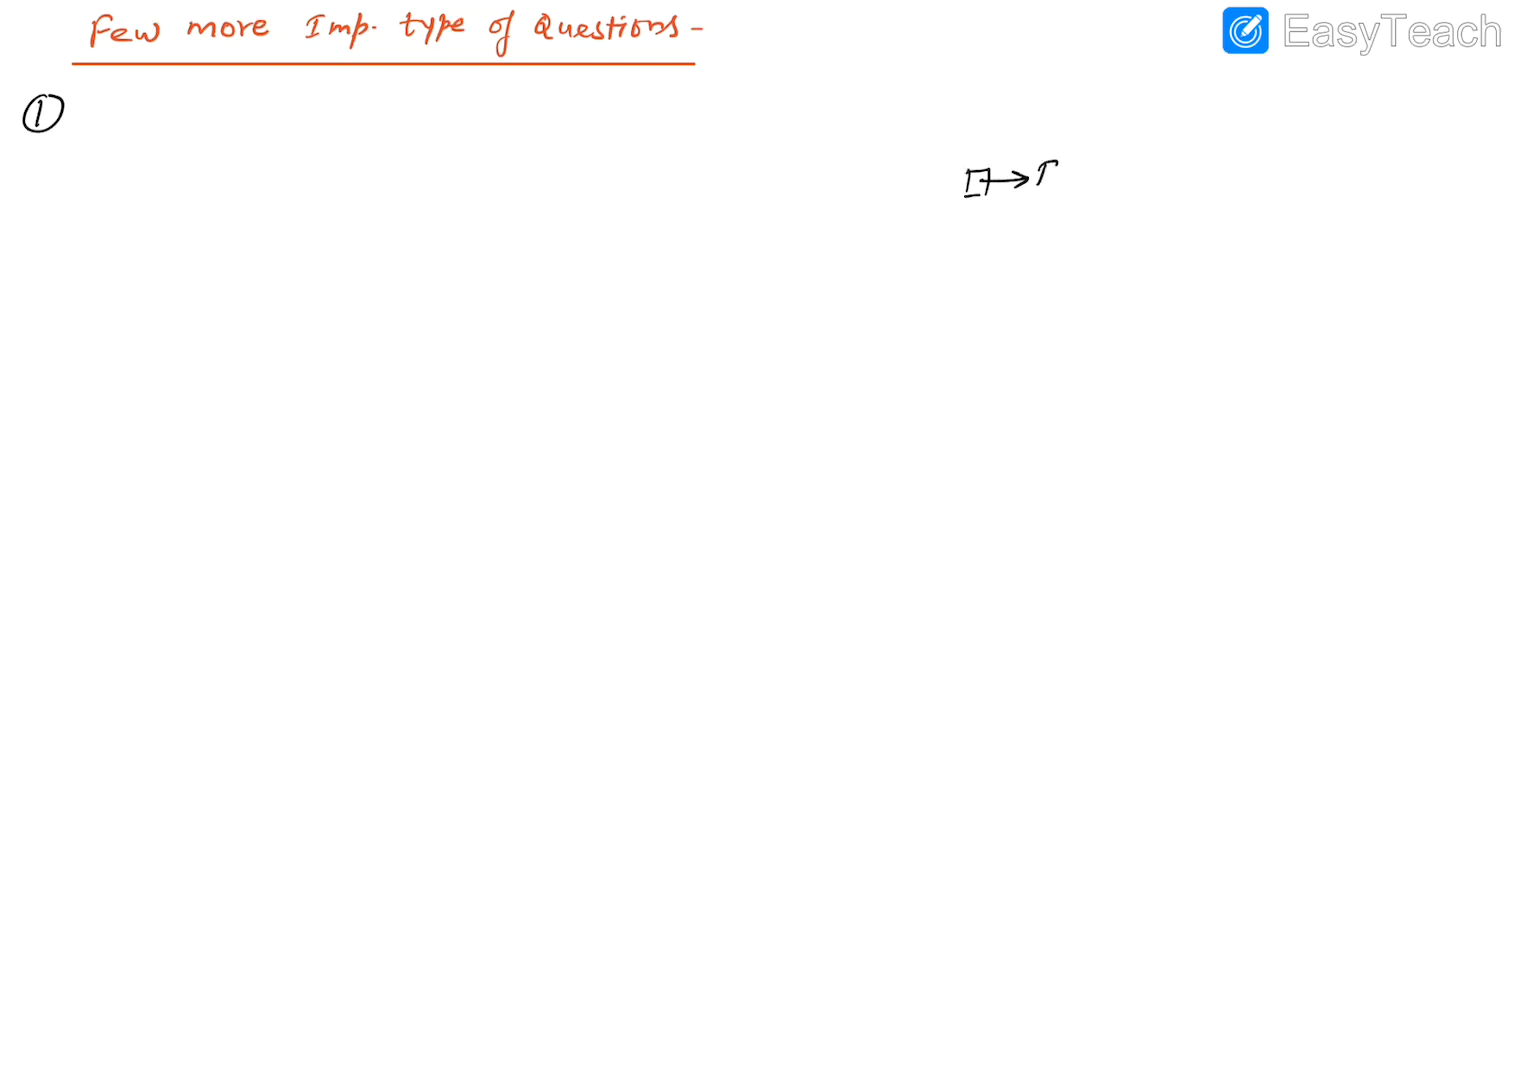 Few more Imp. type of Questions -
EasyTeach
①